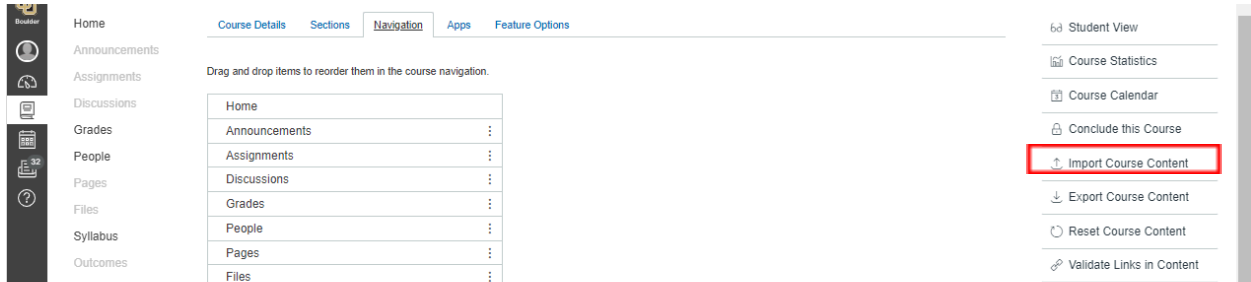 Boulder
32
Home
Announcements
Assignments
Discussions
Grades
People
Pages
Files
Syllabus
Outcomes
Course Details Sections Navigation Apps Feature Options
Drag and drop items to reorder them in the course navigation.
Home
Announcements
Assignments
Discussions
Grades
People
Pages
Files
Student View
Course Statistics
Course Calendar
Conclude this Course
Import Course Content
Export Course Content
Reset Course Content
Validate Links in Content